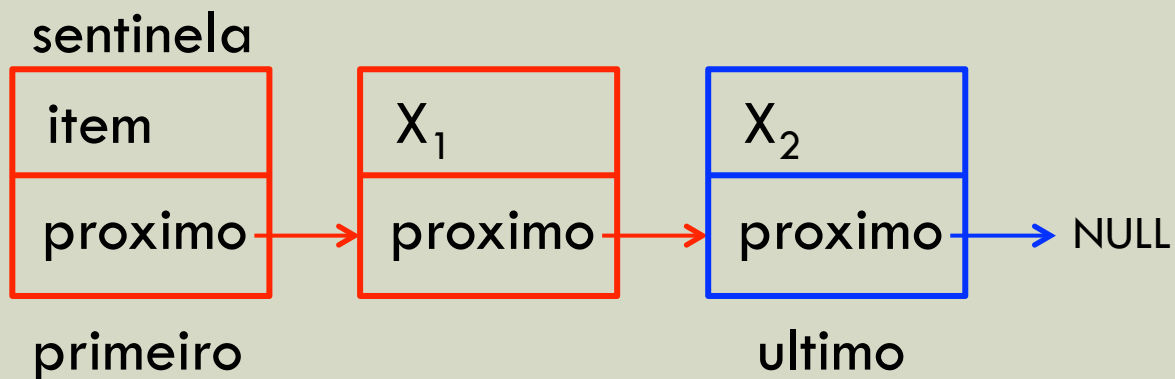 sentinela
item X₁ X₂
proximo proximo proximo NULL
primeiro ultimo